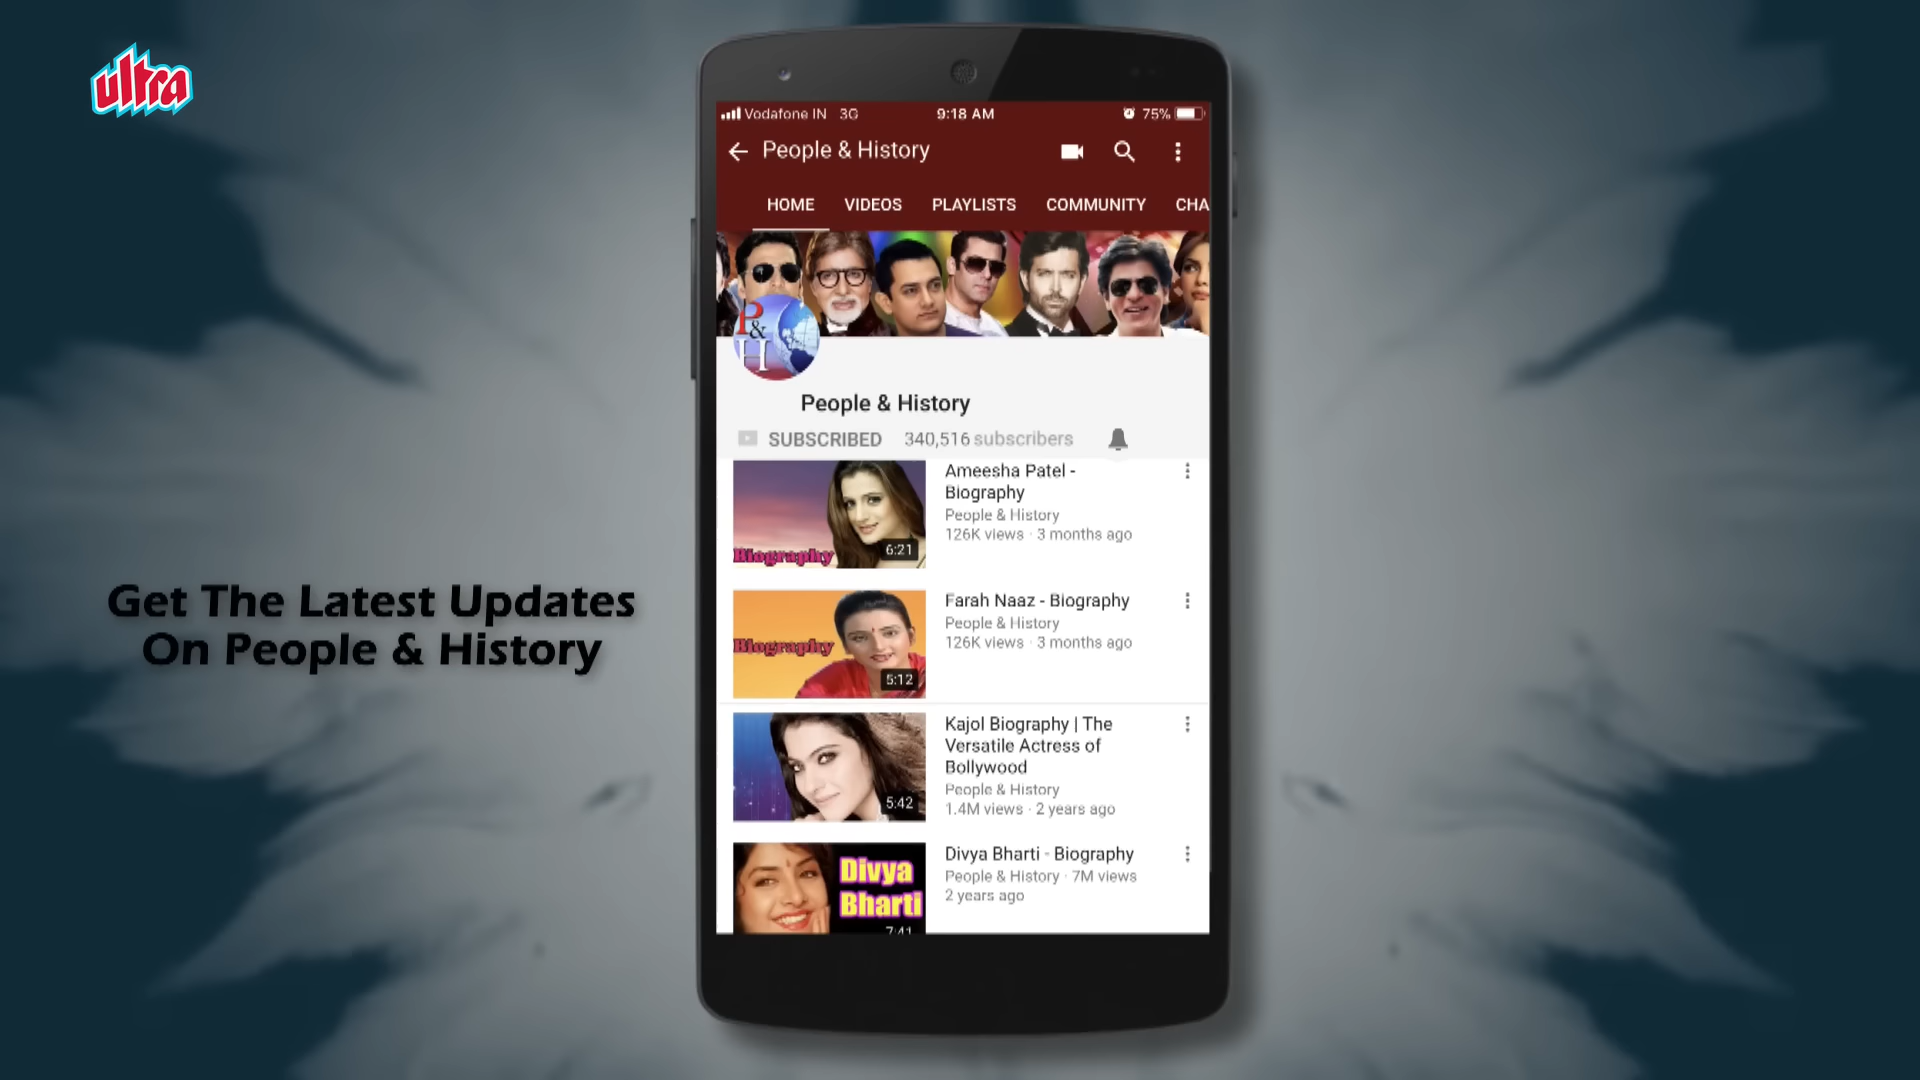 ultra
Vodafone IN 3G 9:18 AM 75%
People & History
HOME VIDEOS PLAYLISTS COMMUNITY CHA
P
&
H
People & History
SUBSCRIBED 340,516 subscribers
Ameesha Patel -
Biography
People & History
126K views · 3 months ago
Biography
6:21
Farah Naaz - Biography
People & History
126K views · 3 months ago
Biography
5:12
Get The Latest Updates
On People & History
Kajol Biography | The
Versatile Actress of
Bollywood
People & History
1.4M views · 2 years ago
5:42
Divya Bharti - Biography
People & History · 7M views
2 years ago
Divya
Bharti
7:41